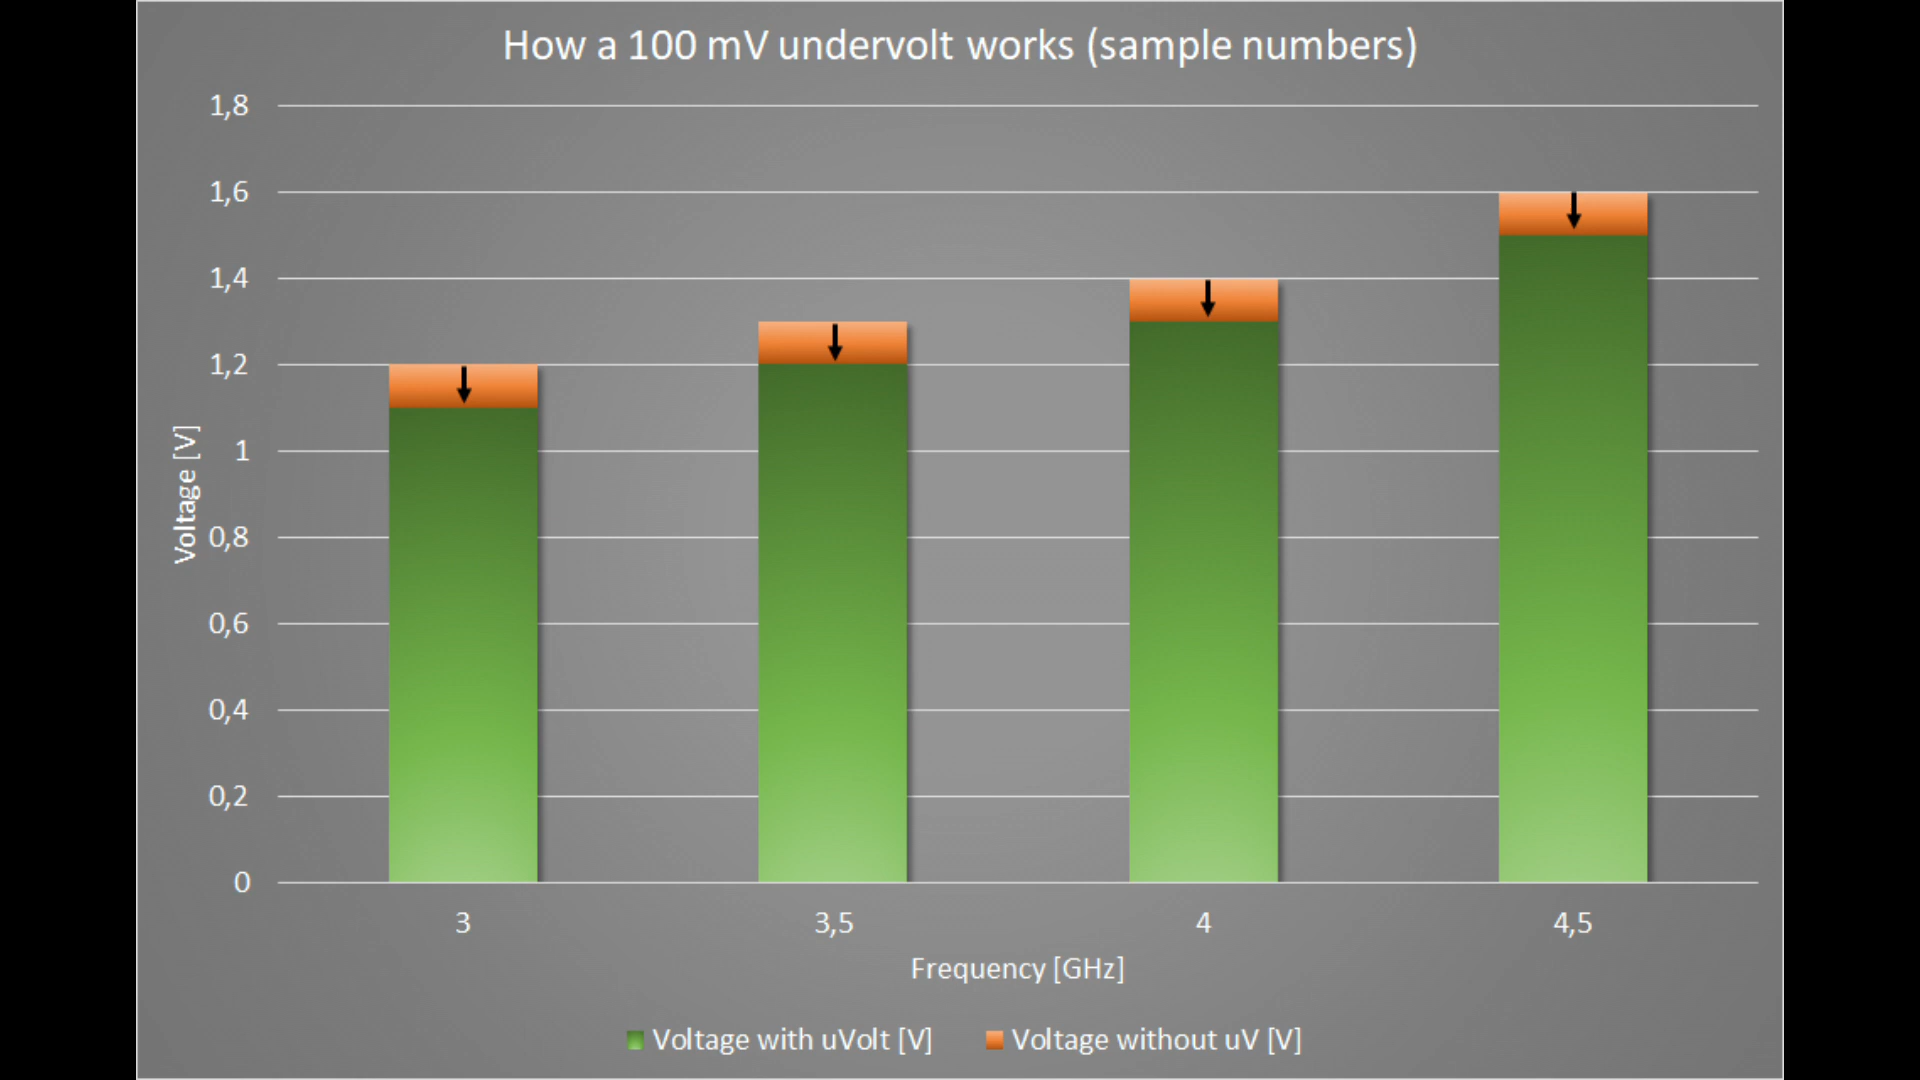 How a 100 mV undervolt works (sample numbers)
1,8
1,6
1,4
1,2
1
0,8
0,6
0,4
0,2
0
Voltage [V]
3
3,5
4
4,5
Frequency [GHz]
Voltage with uVolt [V]
Voltage without uV [V]